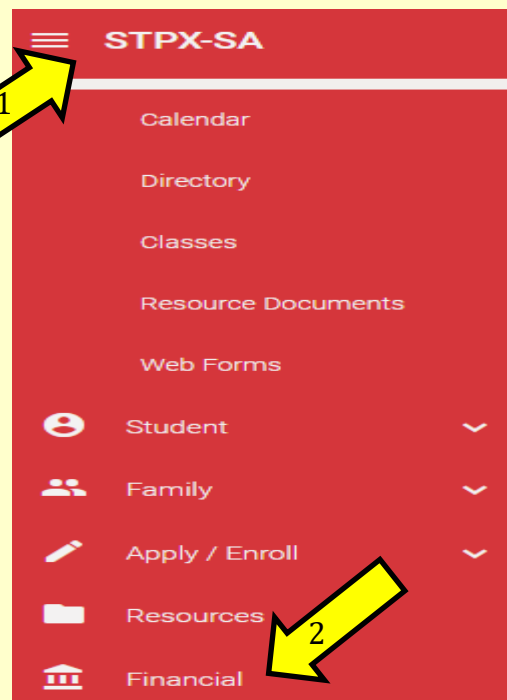 STPX-SA
1
Calendar
Directory
Classes
Resource Documents
Web Forms
Student
Family
Apply / Enroll
Resources
2
Financial